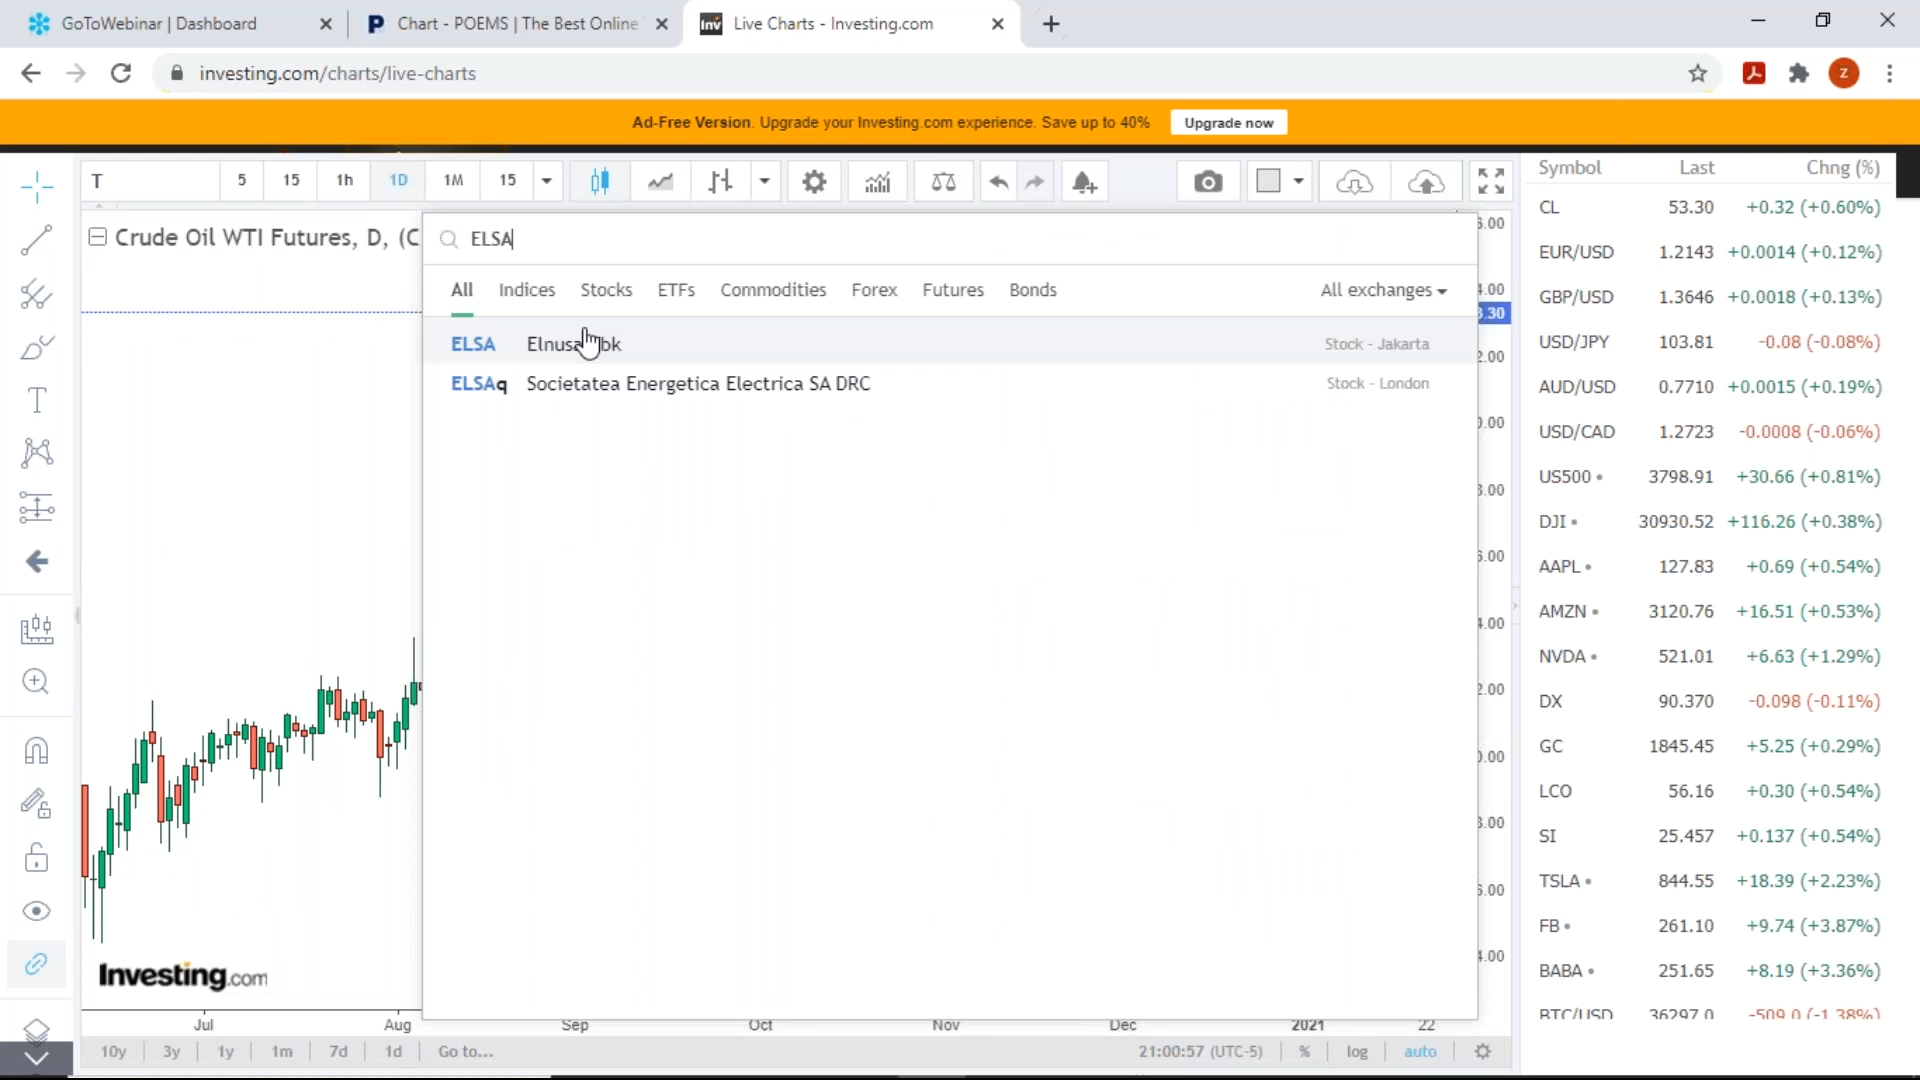 GoToWebinar | Dashboard
Chart - POEMS | The Best Online
Live Charts - Investing.com
investing.com/charts/live-charts
Z
Ad-Free Version. Upgrade your Investing.com experience. Save up to 40%
Upgrade now
T 5 15 1h 1D 1M 15
Crude Oil WTI Futures, D, (C
ELSA
All Indices Stocks ETFs Commodities Forex Futures Bonds All exchanges
ELSA Elnusa bk Stock - Jakarta
ELSAq Societatea Energetica Electrica SA DRC Stock - London
Symbol Last Chng (%)
CL 53.30 +0.32 (+0.60%)
EUR/USD 1.2143 +0.0014 (+0.12%)
GBP/USD 1.3646 +0.0018 (+0.13%)
USD/JPY 103.81 -0.08 (-0.08%)
AUD/USD 0.7710 +0.0015 (+0.19%)
USD/CAD 1.2723 -0.0008 (-0.06%)
US500 3798.91 +30.66 (+0.81%)
DJI 30930.52 +116.26 (+0.38%)
AAPL 127.83 +0.69 (+0.54%)
AMZN 3120.76 +16.51 (+0.53%)
NVDA 521.01 +6.63 (+1.29%)
DX 90.370 -0.098 (-0.11%)
GC 1845.45 +5.25 (+0.29%)
LCO 56.16 +0.30 (+0.54%)
SI 25.457 +0.137 (+0.54%)
TSLA 844.55 +18.39 (+2.23%)
FB 261.10 +9.74 (+3.87%)
BABA 251.65 +8.19 (+3.36%)
BTC/USD 36297.0 -509.0 (-1.38%)
Investing.com
Jul Aug Sep Oct Nov Dec 2021 22
10y 3y 1y 1m 7d 1d Go to... 21:00:57 (UTC-5) % log auto